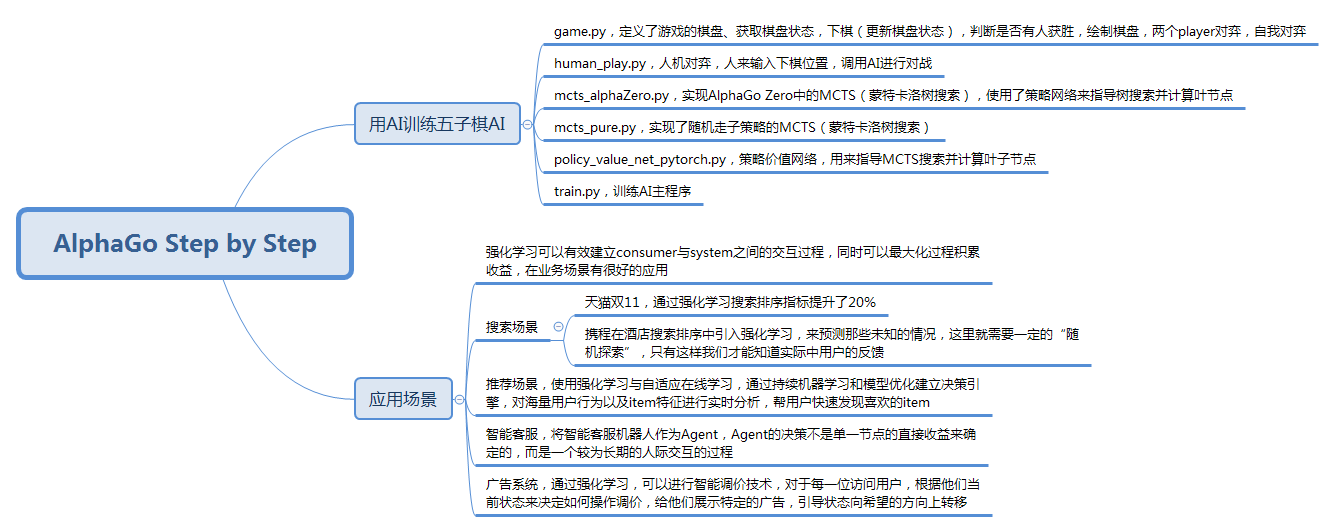 AlphaGo Step by Step
用AI训练五子棋AI
game.py，定义了游戏的棋盘、获取棋盘状态，下棋（更新棋盘状态），判断是否有人获胜，绘制棋盘，两个player对弈，自我对弈
human_play.py，人机对弈，人来输入下棋位置，调用AI进行对战
mcts_alphaZero.py，实现AlphaGo Zero中的MCTS（蒙特卡洛树搜索），使用了策略网络来指导树搜索并计算叶节点
mcts_pure.py，实现了随机走子策略的MCTS（蒙特卡洛树搜索）
policy_value_net_pytorch.py，策略价值网络，用来指导MCTS搜索并计算叶子节点
train.py，训练AI主程序
应用场景
强化学习可以有效建立consumer与system之间的交互过程，同时可以最大化过程积累
收益，在业务场景有很好的应用
搜索场景
天猫双11，通过强化学习搜索排序指标提升了20%
携程在酒店搜索排序中引入强化学习，来预测那些未知的情况，这里就需要一定的“随
机探索”，只有这样我们才能知道实际中用户的反馈
推荐场景，使用强化学习与自适应在线学习，通过持续机器学习和模型优化建立决策引
擎，对海量用户行为以及item特征进行实时分析，帮用户快速发现喜欢的item
智能客服，将智能客服机器人作为Agent，Agent的决策不是单一节点的直接收益来确
定的，而是一个较为长期的人际交互的过程
广告系统，通过强化学习，可以进行智能调价技术，对于每一位访问用户，根据他们当
前状态来决定如何操作调价，给他们展示特定的广告，引导状态向希望的方向上转移